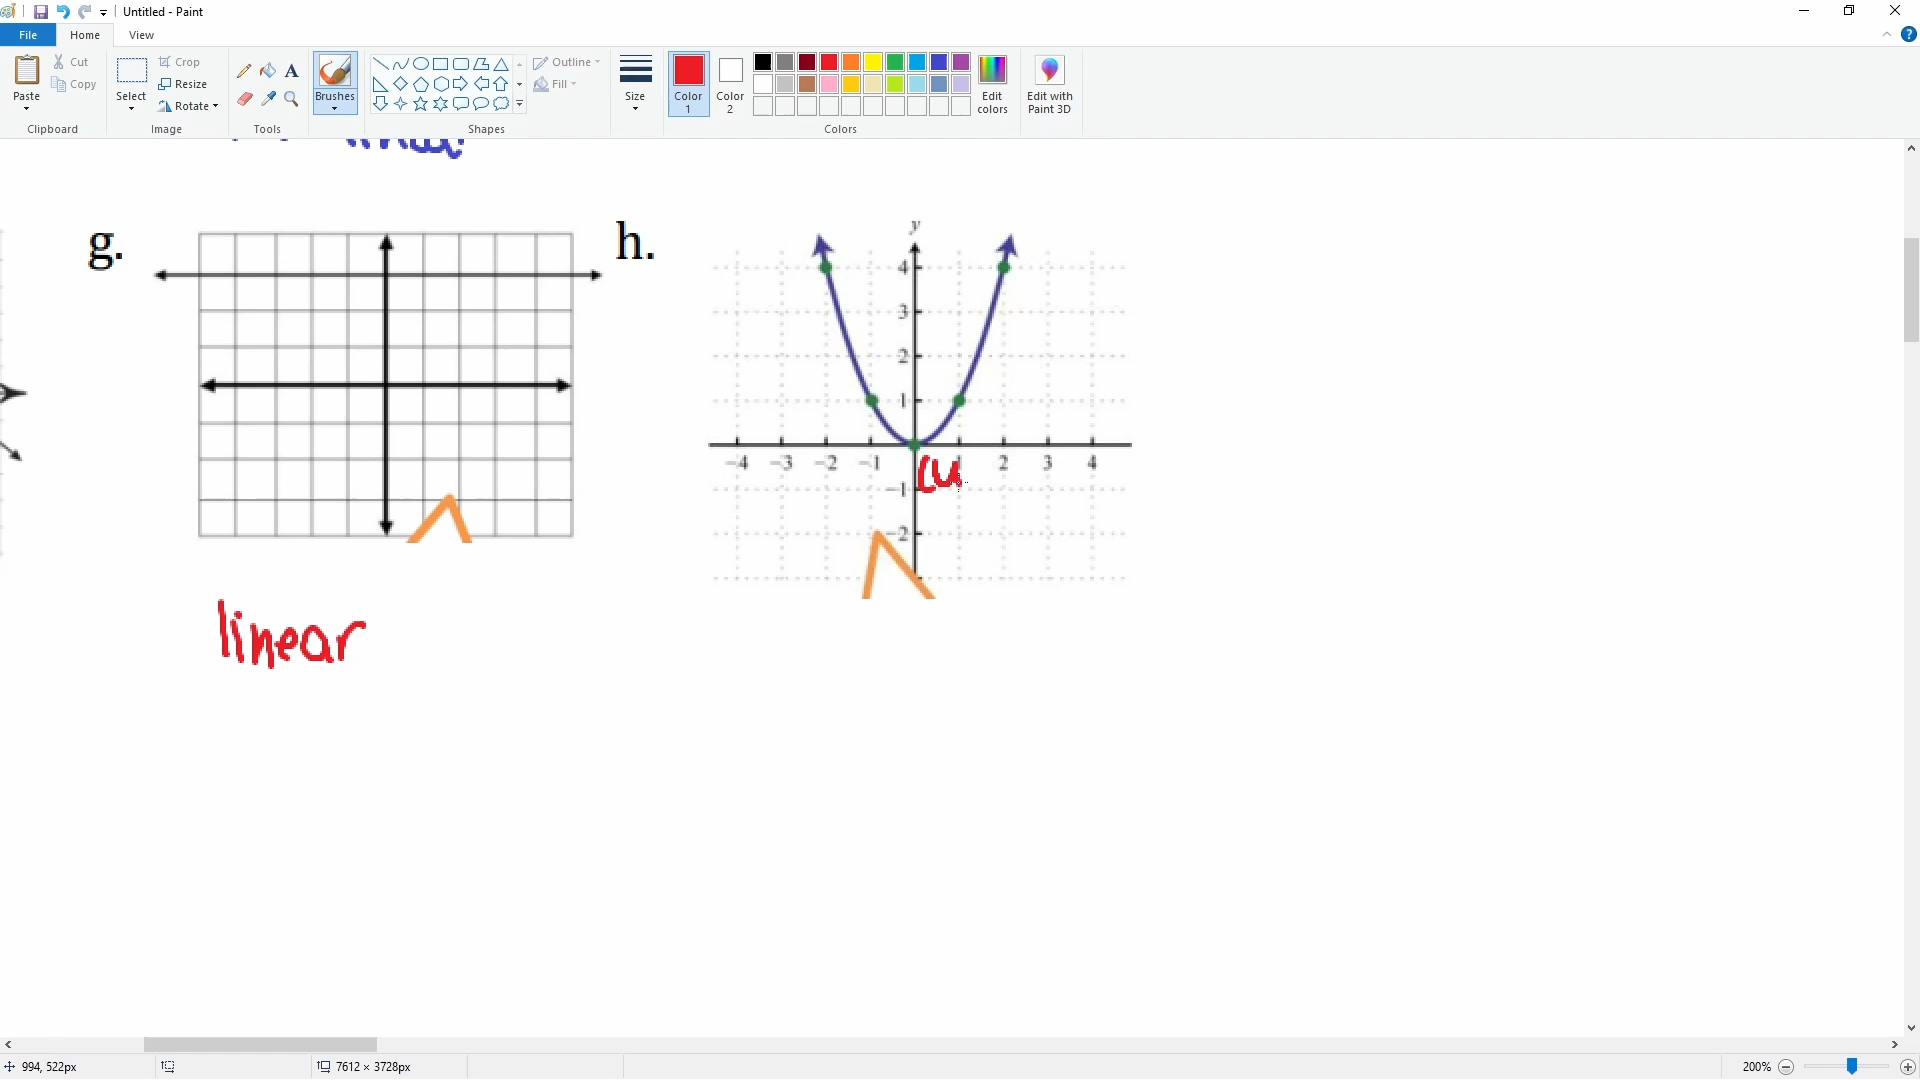 Untitled - Paint
File Home View
Paste Cut Copy Clipboard
Select Crop Resize Rotate Image
Tools
Brushes
Shapes
Outline Fill
Size
Color 1
Color 2
Edit colors
Edit with Paint 3D
Colors
g.
h.
y
4
3
2
1
-4 -3 -2 -1 1 2 3 4
-1
-2
cu
linear
994, 522px
7612 × 3728px
200%